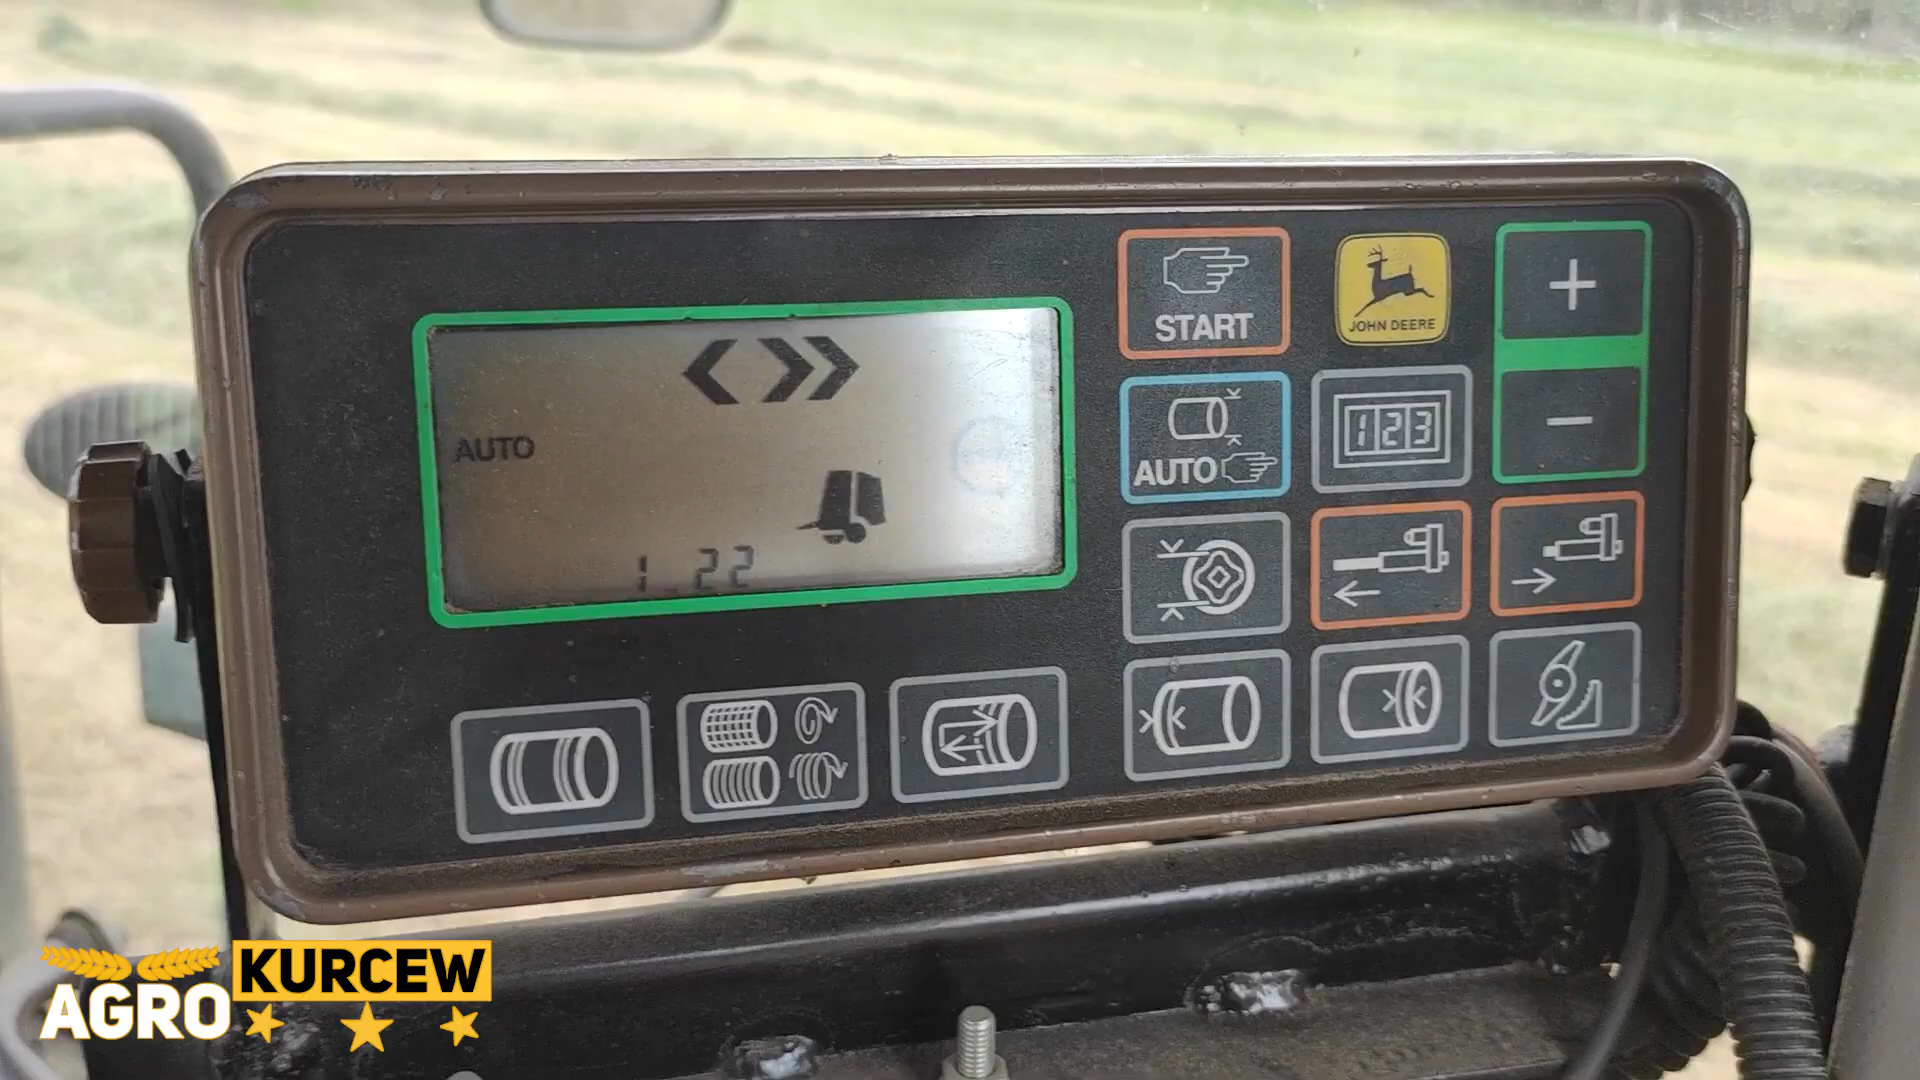 START
JOHN DEERE
+
AUTO
AUTO
123
-
1 22
KURCEW
AGRO